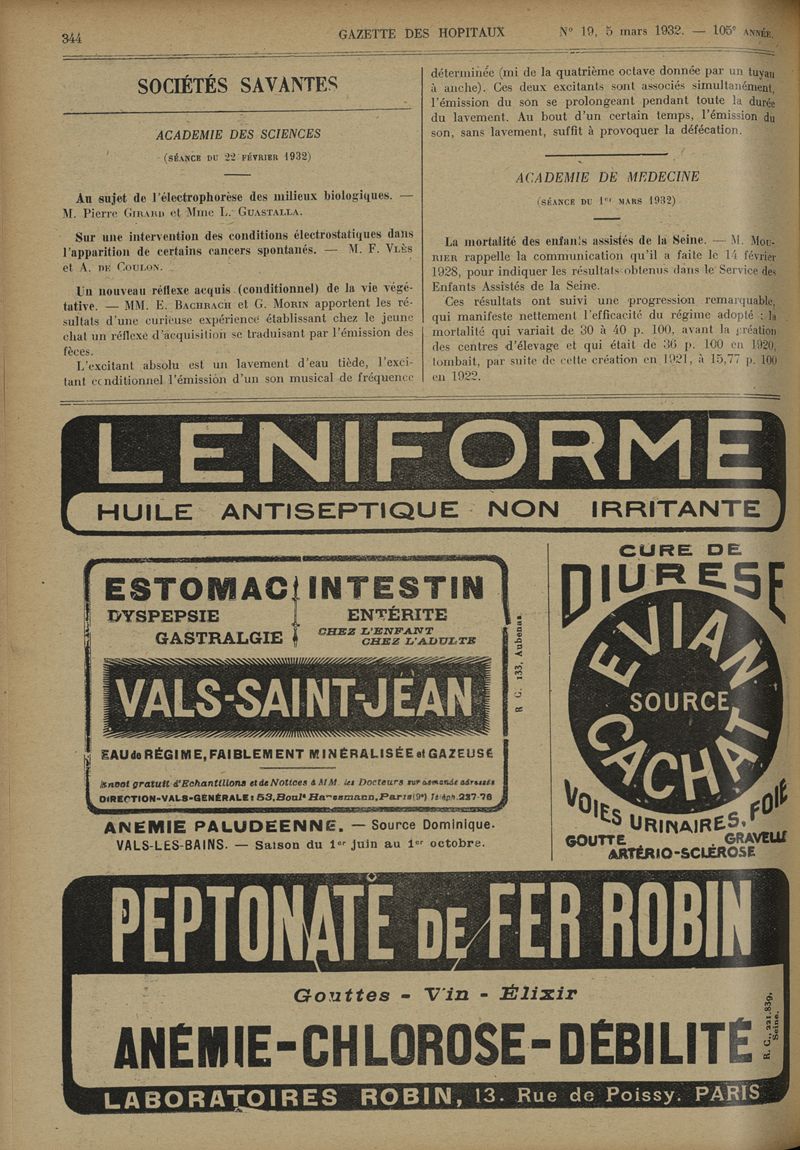 344
GAZETTE DES HOPITAUX
N° 19, 5 mars 1932. — 105e ANNÉE.
SOCIÉTÉS SAVANTES
ACADEMIE DES SCIENCES
(SÉANCE DU 22 FÉVRIER 1932)
Au sujet de l'électrophorèse des milieux biologiques. —
M. Pierre GIRARD et Mme L. GUASTALLA.
Sur une intervention des conditions électrostatiques dans
l'apparition de certains cancers spontanés. — M. F. VLÈS
et A. DE COULON.
Un nouveau réflexe acquis (conditionnel) de la vie végé-
tative. — MM. E. BACHRACH et G. MORIN apportent les ré-
sultats d'une curieuse expérience établissant chez le jeune
chat un réflexe d'acquisition se traduisant par l'émission des
fèces.
L'excitant absolu est un lavement d'eau tiède, l'exci-
tant conditionnel l'émission d'un son musical de fréquence
déterminée (mi de la quatrième octave donnée par un tuyau
à anche). Ces deux excitants sont associés simultanément,
l'émission du son se prolongeant pendant toute la durée
du lavement. Au bout d'un certain temps, l'émission du
son, sans lavement, suffit à provoquer la défécation.
ACADEMIE DE MEDECINE
(SÉANCE DU 1er MARS 1932)
La mortalité des enfants assistés de la Seine. — M. MOU-
RIER rappelle la communication qu'il a faite le 14 février
1928, pour indiquer les résultats obtenus dans le Service des
Enfants Assistés de la Seine.
Ces résultats ont suivi une progression remarquable,
qui manifeste nettement l'efficacité du régime adopté : la
mortalité qui variait de 30 à 40 p. 100, avant la création
des centres d'élevage et qui était de 36 p. 100 en 1920,
tombait, par suite de cette création en 1921, à 15,77 p. 100
en 1922.
LENIFORME
HUILE ANTISEPTIQUE NON IRRITANTE
ESTOMAC INTESTIN
DYSPEPSIE ENTÉRITE
GASTRALGIE CHEZ L'ENFANT
CHEZ L'ADULTE
VALS-SAINT-JEAN
EAU de RÉGIME, FAIBLEMENT MINÉRALISÉE et GAZEUSE
Envoi gratuit d'Echantillons et de Notices à MM. les Docteurs sur demande adressée
DIRECTION-VALS-GÉNÉRALE: 53, Boul^d Haussmann, Paris (9e) Téléph. 227-76
R C. 133, Aubenas
ANEMIE PALUDEENNE. — Source Dominique.
VALS-LES-BAINS. — Saison du 1er juin au 1er octobre.
CURE DE
DIURESE
EVIAN
SOURCE
CACHAT
VOIES URINAIRES, FOIE
GOUTTE GRAVELLE
ARTÉRIO-SCLÉROSE
PEPTONATE DE FER ROBIN
Gouttes - Vin - Élixir
ANÉMIE-CHLOROSE-DÉBILITÉ
R. C., 221.839, Seine.
LABORATOIRES ROBIN, 13. Rue de Poissy. PARIS